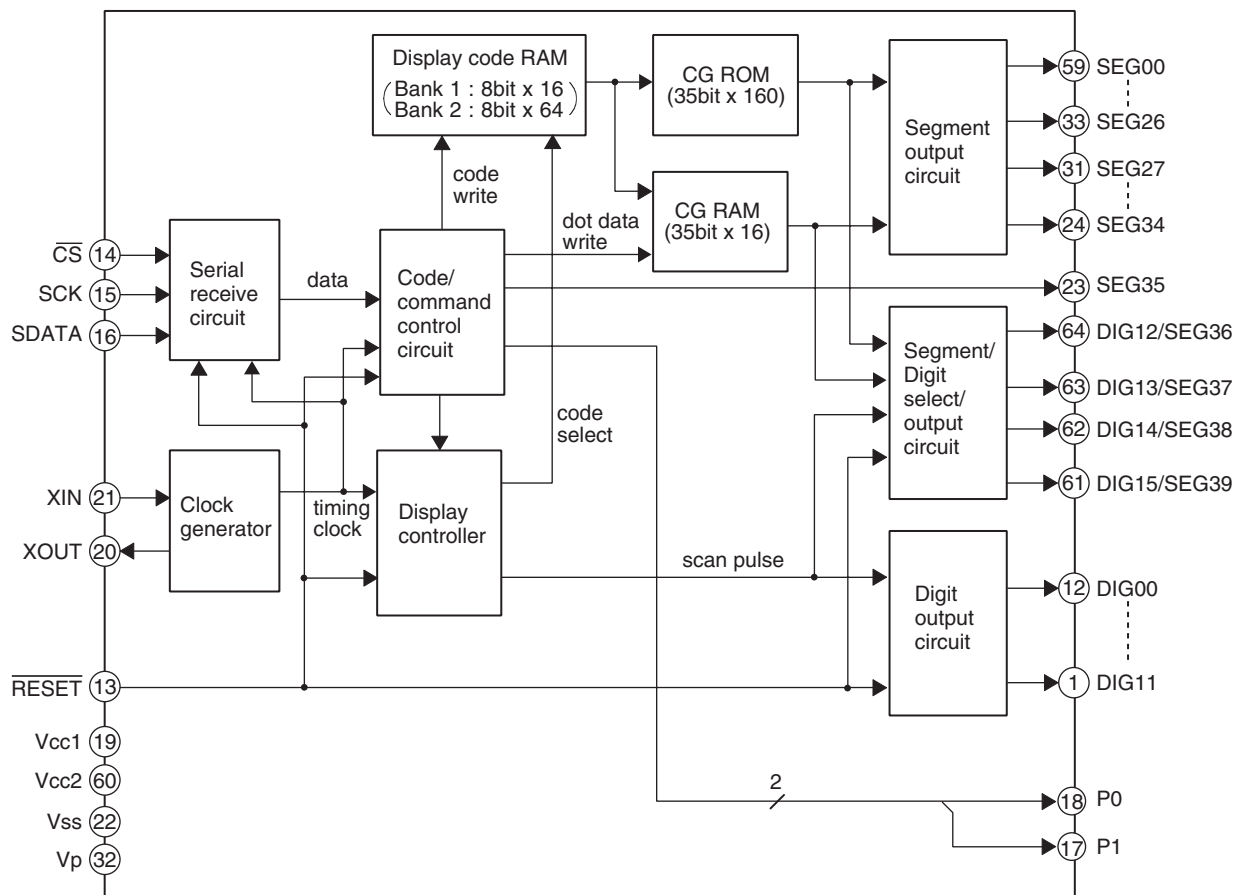 Display code RAM
(Bank 1 : 8bit x 16
Bank 2 : 8bit x 64)
CG ROM
(35bit x 160)
CG RAM
(35bit x 16)
Segment
output
circuit
59 SEG00
33 SEG26
31 SEG27
24 SEG34
23 SEG35
code
write
dot data
write
C̅S̅ 14
SCK 15
SDATA 16
Serial
receive
circuit
data
Code/
command
control
circuit
Segment/
Digit
select/
output
circuit
64 DIG12/SEG36
63 DIG13/SEG37
62 DIG14/SEG38
61 DIG15/SEG39
code
select
XIN 21
XOUT 20
Clock
generator
timing
clock
Display
controller
scan pulse
Digit
output
circuit
12 DIG00
1 DIG11
R̅E̅S̅E̅T̅ 13
Vcc1 19
Vcc2 60
Vss 22
Vp 32
2
18 P0
17 P1